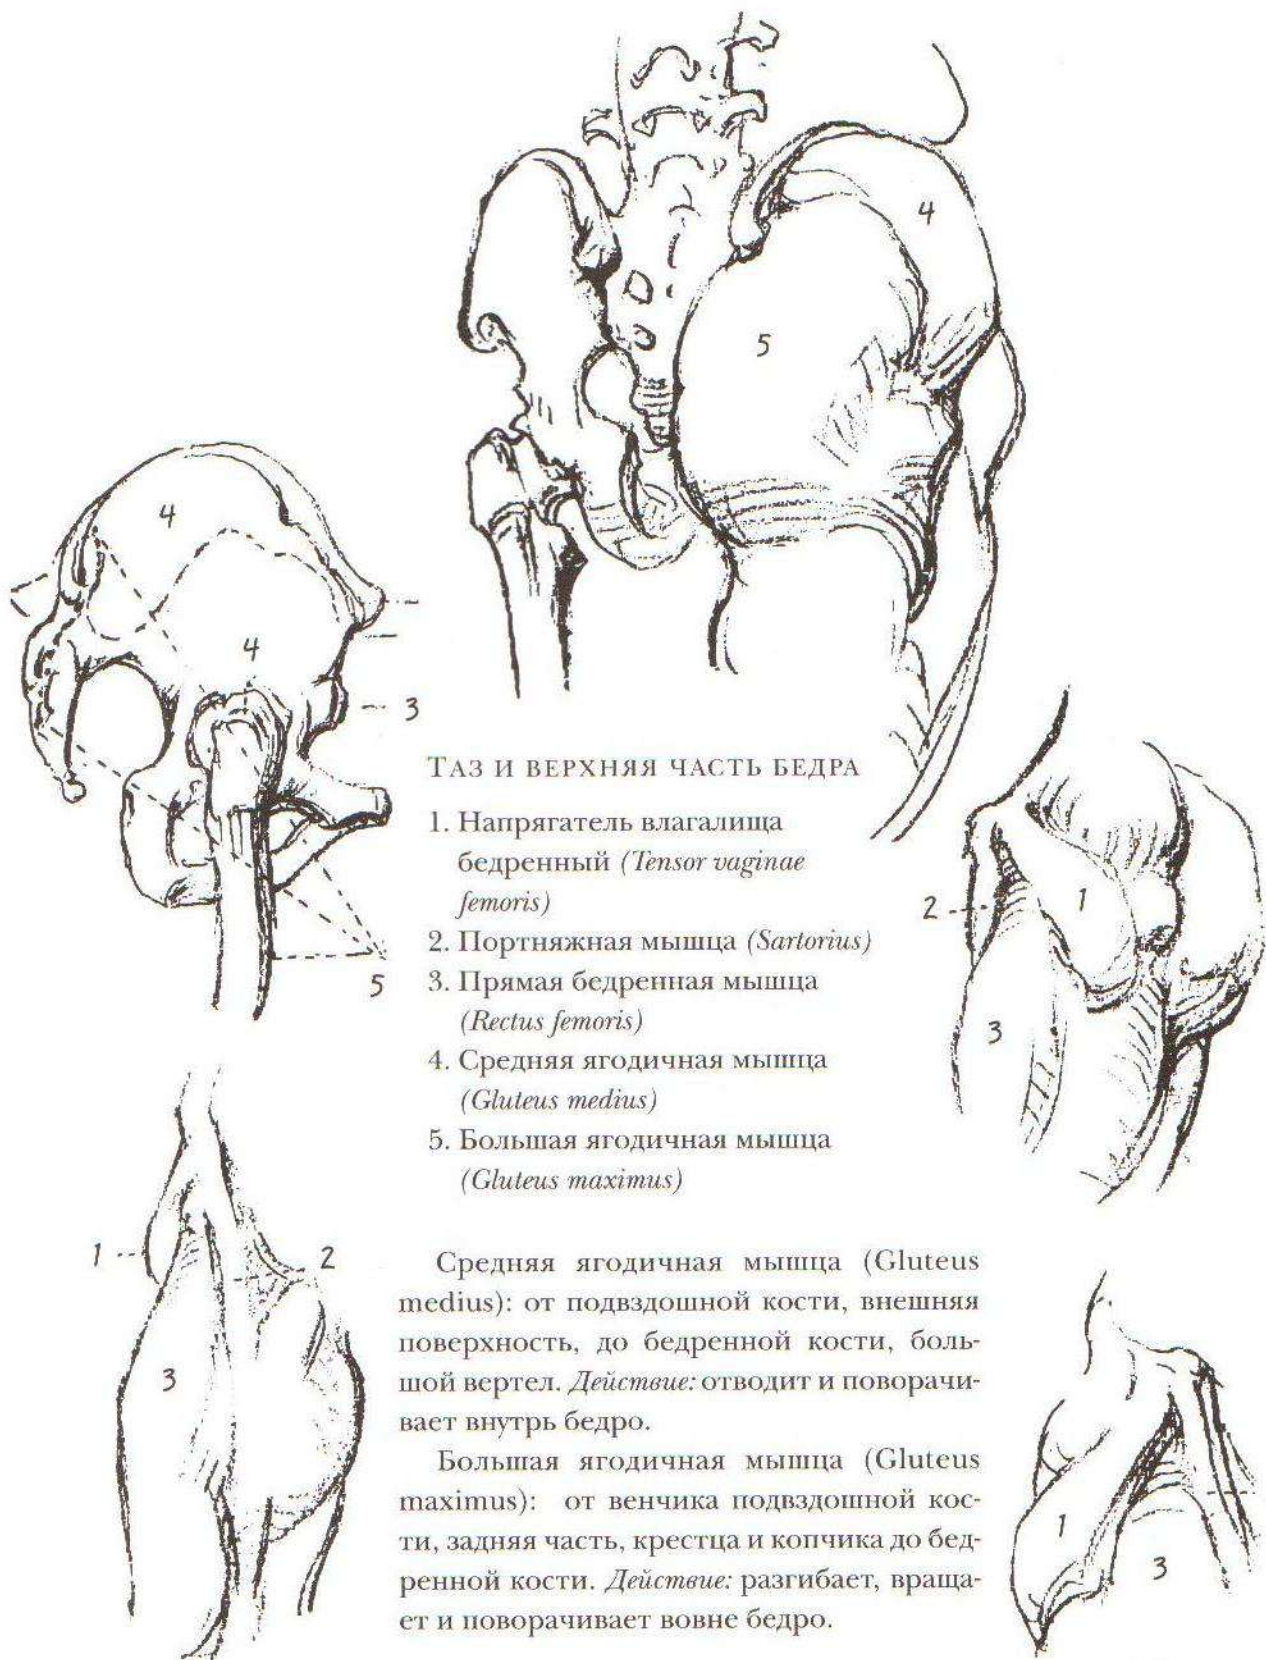 4
5
4
4
3
5
ТАЗ И ВЕРХНЯЯ ЧАСТЬ БЕДРА
1. Напрягатель влагалища
бедренный (Tensor vaginae
femoris)
2. Портняжная мышца (Sartorius)
3. Прямая бедренная мышца
(Rectus femoris)
4. Средняя ягодичная мышца
(Gluteus medius)
5. Большая ягодичная мышца
(Gluteus maximus)
1
2
3
1
2
3
Средняя ягодичная мышца (Gluteus
medius): от подвздошной кости, внешняя
поверхность, до бедренной кости, боль-
шой вертел. Действие: отводит и поворачи-
вает внутрь бедро.
Большая ягодичная мышца (Gluteus
maximus): от венчика подвздошной кос-
ти, задняя часть, крестца и копчика до бед-
ренной кости. Действие: разгибает, враща-
ет и поворачивает вовне бедро.
1
3